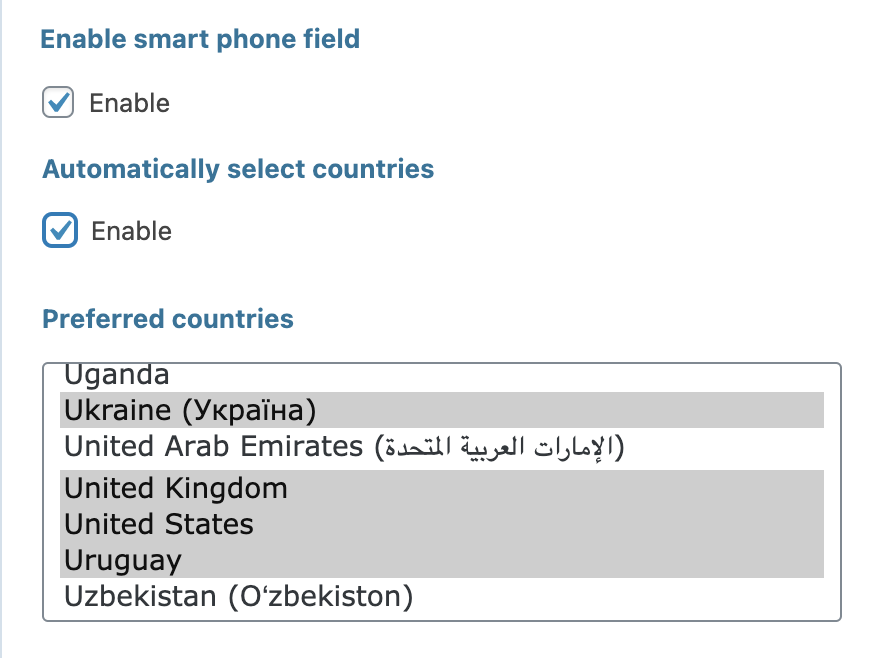 Enable smart phone field
Enable
Automatically select countries
Enable
Preferred countries
Uganda
Ukraine (Україна)
United Arab Emirates (الإمارات العربية المتحدة)
United Kingdom
United States
Uruguay
Uzbekistan (Oʻzbekiston)